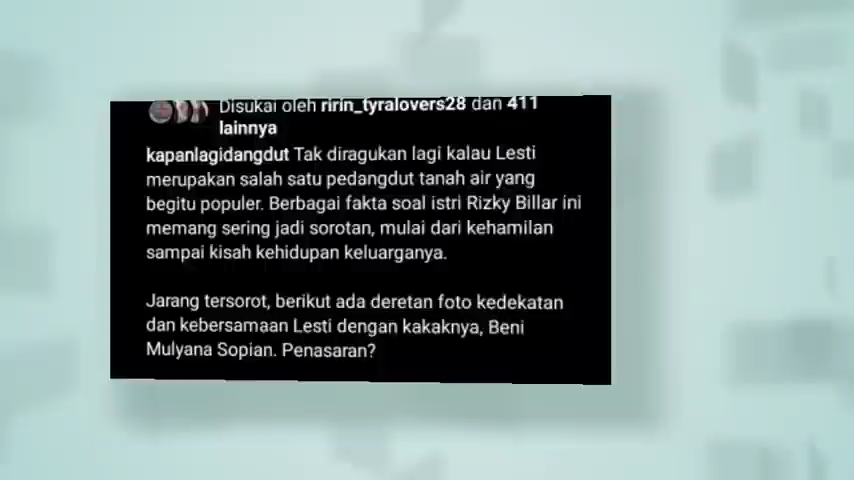 Disukai oleh ririn_tyralovers28 dan 411
lainnya
kapanlagidangdut Tak diragukan lagi kalau Lesti
merupakan salah satu pedangdut tanah air yang
begitu populer. Berbagai fakta soal istri Rizky Billar ini
memang sering jadi sorotan, mulai dari kehamilan
sampai kisah kehidupan keluarganya.
Jarang tersorot, berikut ada deretan foto kedekatan
dan kebersamaan Lesti dengan kakaknya, Beni
Mulyana Sopian. Penasaran?